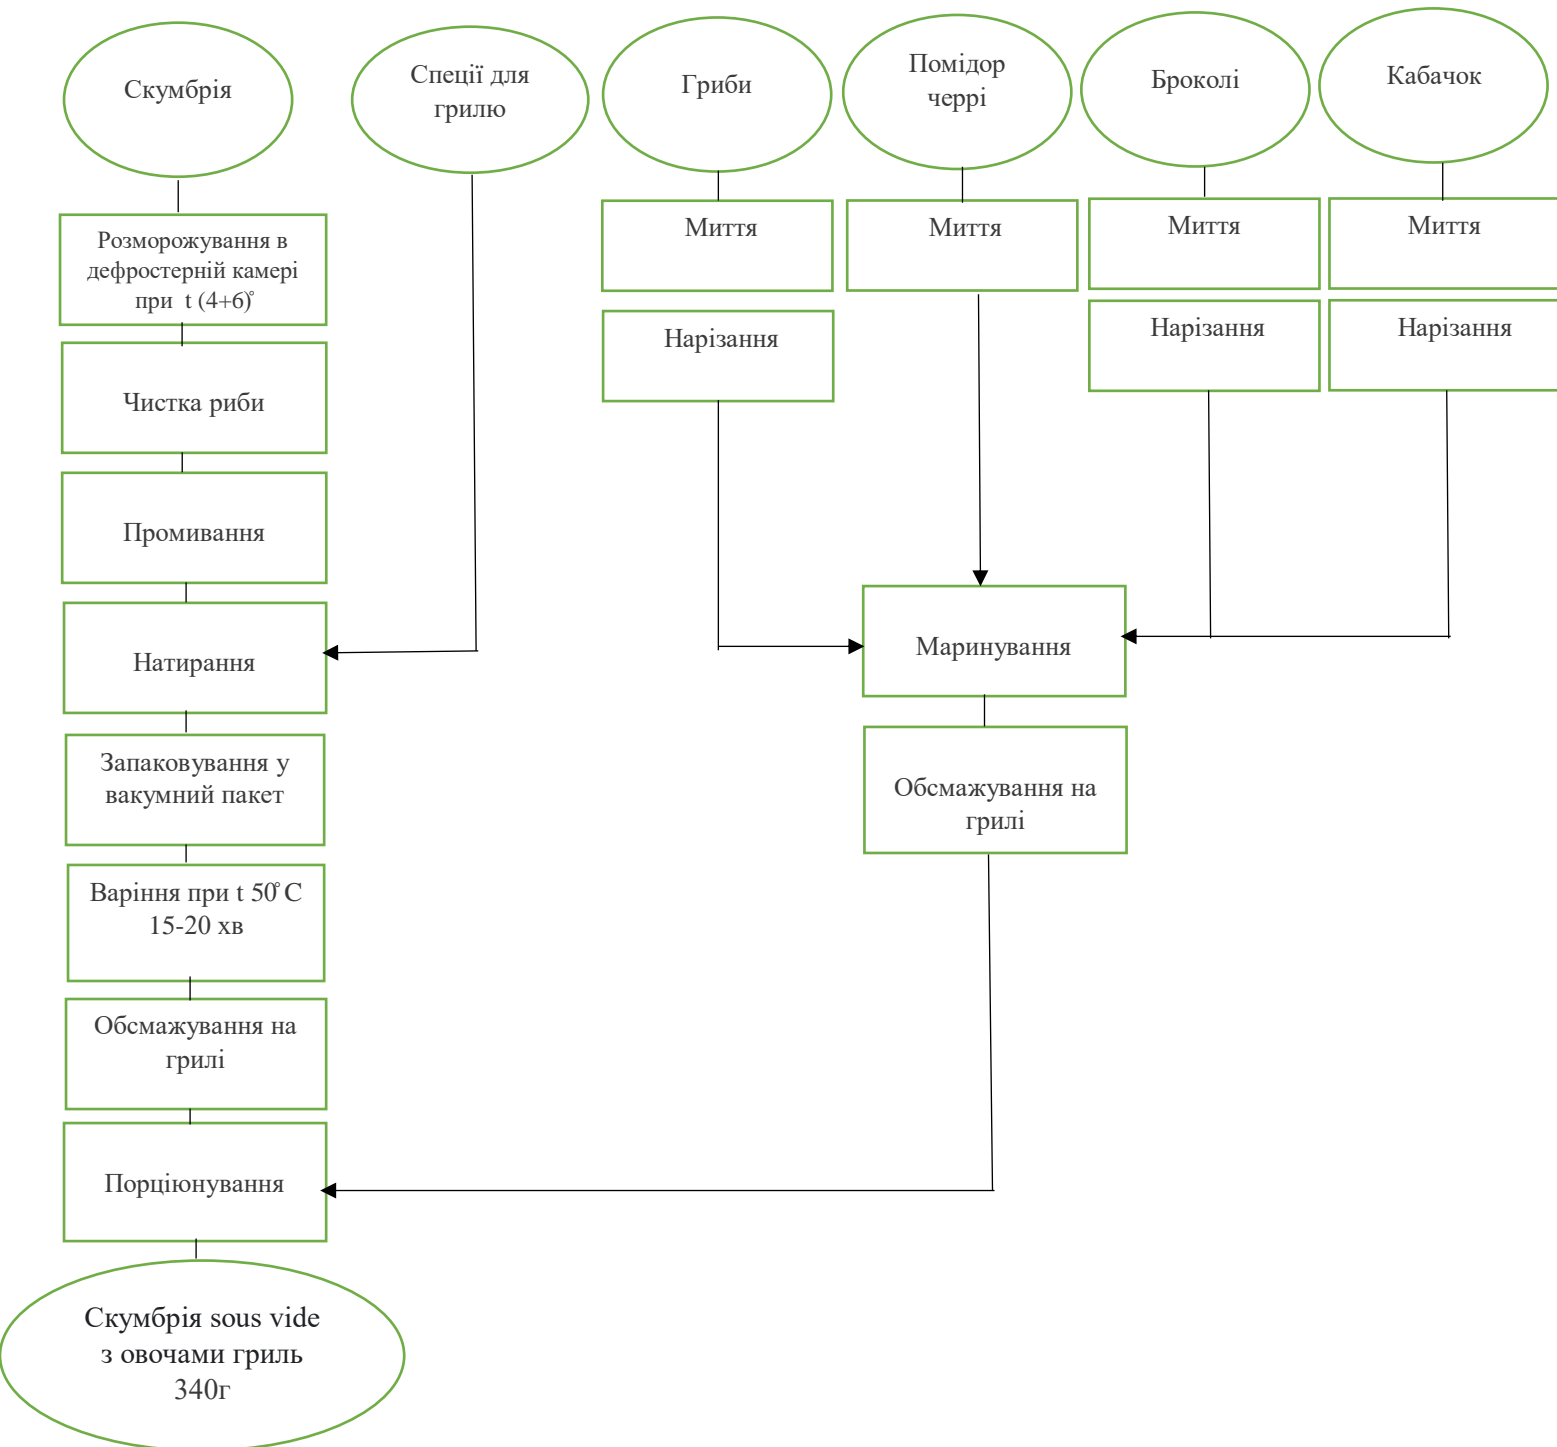 Скумбрія
Спеції для
грилю
Гриби
Помідор
черрі
Броколі
Кабачок
Розморожування в
дефростерній камері
при t (4+6)°
Миття
Миття
Миття
Миття
Нарізання
Нарізання
Нарізання
Чистка риби
Промивання
Натирання
Маринування
Запаковування у
вакумний пакет
Обсмажування на
грилі
Варіння при t 50°С
15-20 хв
Обсмажування на
грилі
Порціюнування
Скумбрія sous vide
з овочами гриль
340г